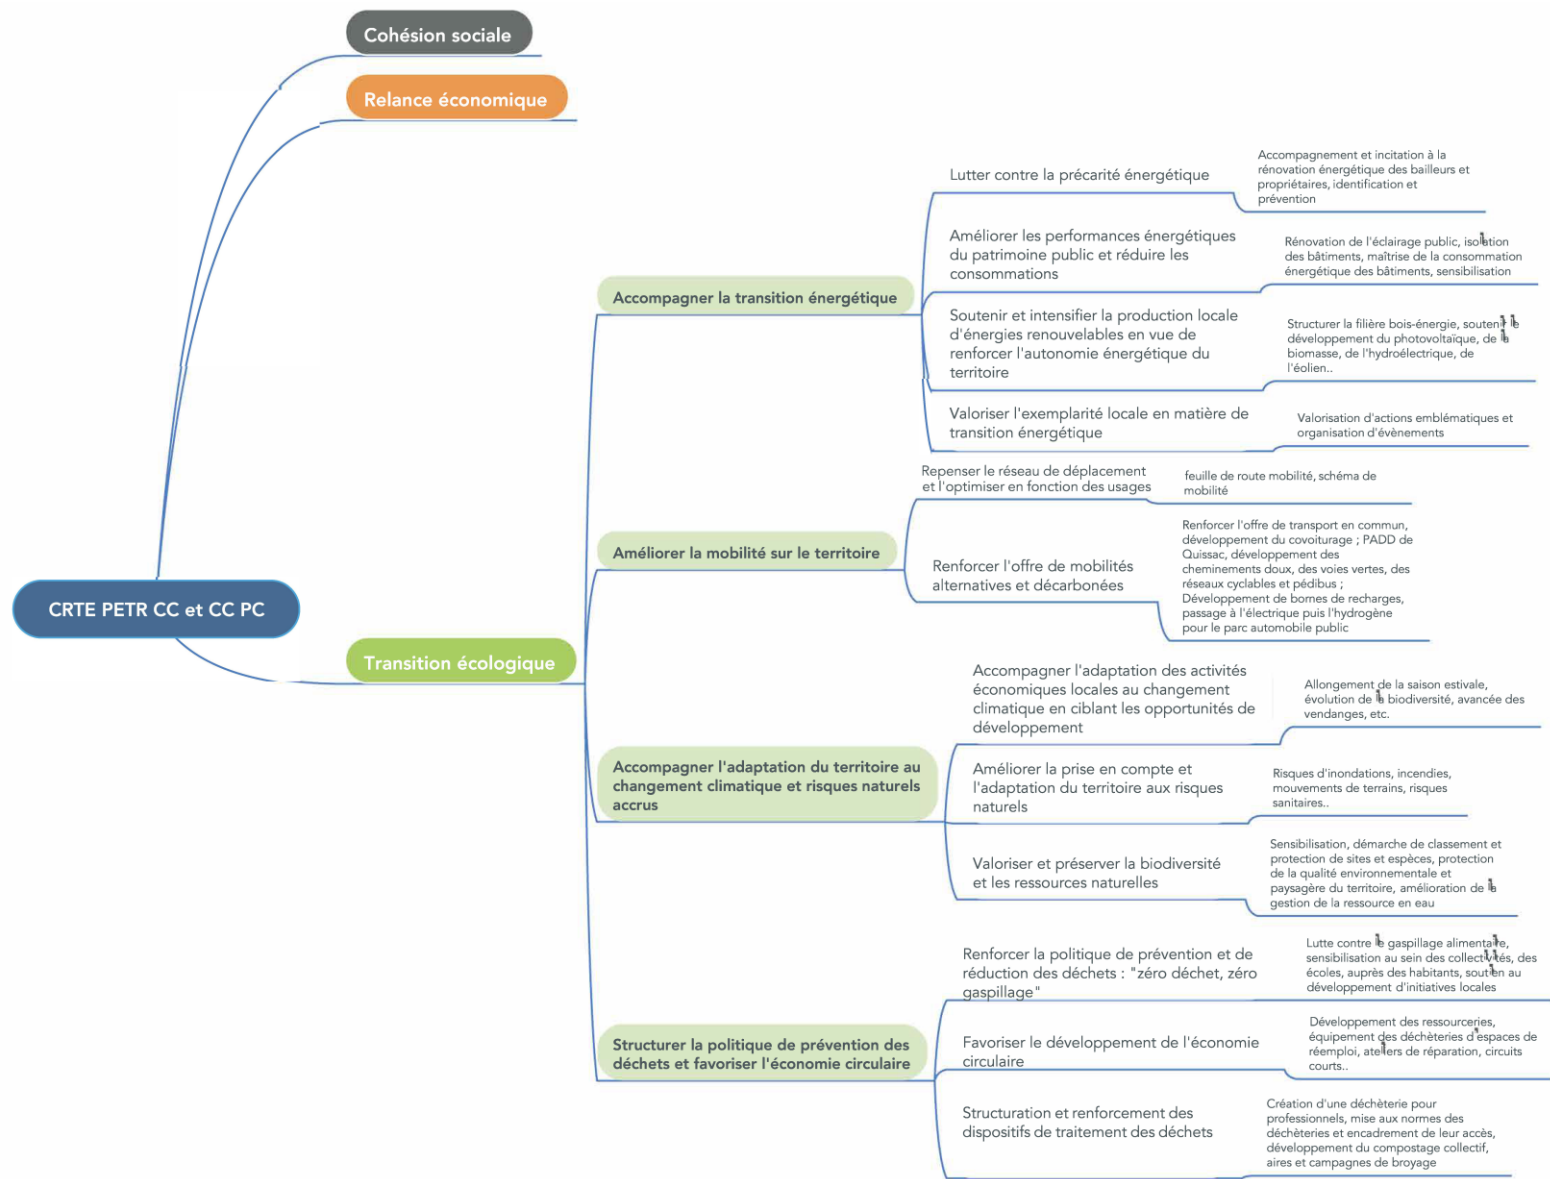 Cohésion sociale
Relance économique
CRTE PETR CC et CC PC
Transition écologique
Accompagner la transition énergétique
Lutter contre la précarité énergétique
Accompagnement et incitation à la
rénovation énergétique des bailleurs et
propriétaires, identification et
prévention
Améliorer les performances énergétiques
du patrimoine public et réduire les
consommations
Rénovation de l'éclairage public, isolation
des bâtiments, maîtrise de la consommation
énergétique des bâtiments, sensibilisation
Soutenir et intensifier la production locale
d'énergies renouvelables en vue de
renforcer l'autonomie énergétique du
territoire
Structurer la filière bois-énergie, soutenir le
développement du photovoltaïque, de la
biomasse, de l'hydroélectrique, de
l'éolien..
Valoriser l'exemplarité locale en matière de
transition énergétique
Valorisation d'actions emblématiques et
organisation d'évènements
Améliorer la mobilité sur le territoire
Repenser le réseau de déplacement
et l'optimiser en fonction des usages
feuille de route mobilité, schéma de
mobilité
Renforcer l'offre de mobilités
alternatives et décarbonées
Renforcer l'offre de transport en commun,
développement du covoiturage ; PADD de
Quissac, développement des
cheminements doux, des voies vertes, des
réseaux cyclables et pédibus ;
Développement de bornes de recharges,
passage à l'électrique puis l'hydrogène
pour le parc automobile public
Accompagner l'adaptation du territoire au
changement climatique et risques naturels
accrus
Accompagner l'adaptation des activités
économiques locales au changement
climatique en ciblant les opportunités de
développement
Allongement de la saison estivale,
évolution de la biodiversité, avancée des
vendanges, etc.
Améliorer la prise en compte et
l'adaptation du territoire aux risques
naturels
Risques d'inondations, incendies,
mouvements de terrains, risques
sanitaires..
Valoriser et préserver la biodiversité
et les ressources naturelles
Sensibilisation, démarche de classement et
protection de sites et espèces, protection
de la qualité environnementale et
paysagère du territoire, amélioration de la
gestion de la ressource en eau
Structurer la politique de prévention des
déchets et favoriser l'économie circulaire
Renforcer la politique de prévention et de
réduction des déchets : "zéro déchet, zéro
gaspillage"
Lutte contre le gaspillage alimentaire,
sensibilisation au sein des collectivités, des
écoles, auprès des habitants, soutien au
développement d'initiatives locales
Favoriser le développement de l'économie
circulaire
Développement des ressourceries,
équipement des déchèteries d'espaces de
réemploi, ateliers de réparation, circuits
courts..
Structuration et renforcement des
dispositifs de traitement des déchets
Création d'une déchèterie pour
professionnels, mise aux normes des
déchèteries et encadrement de leur accès,
développement du compostage collectif,
aires et campagnes de broyage